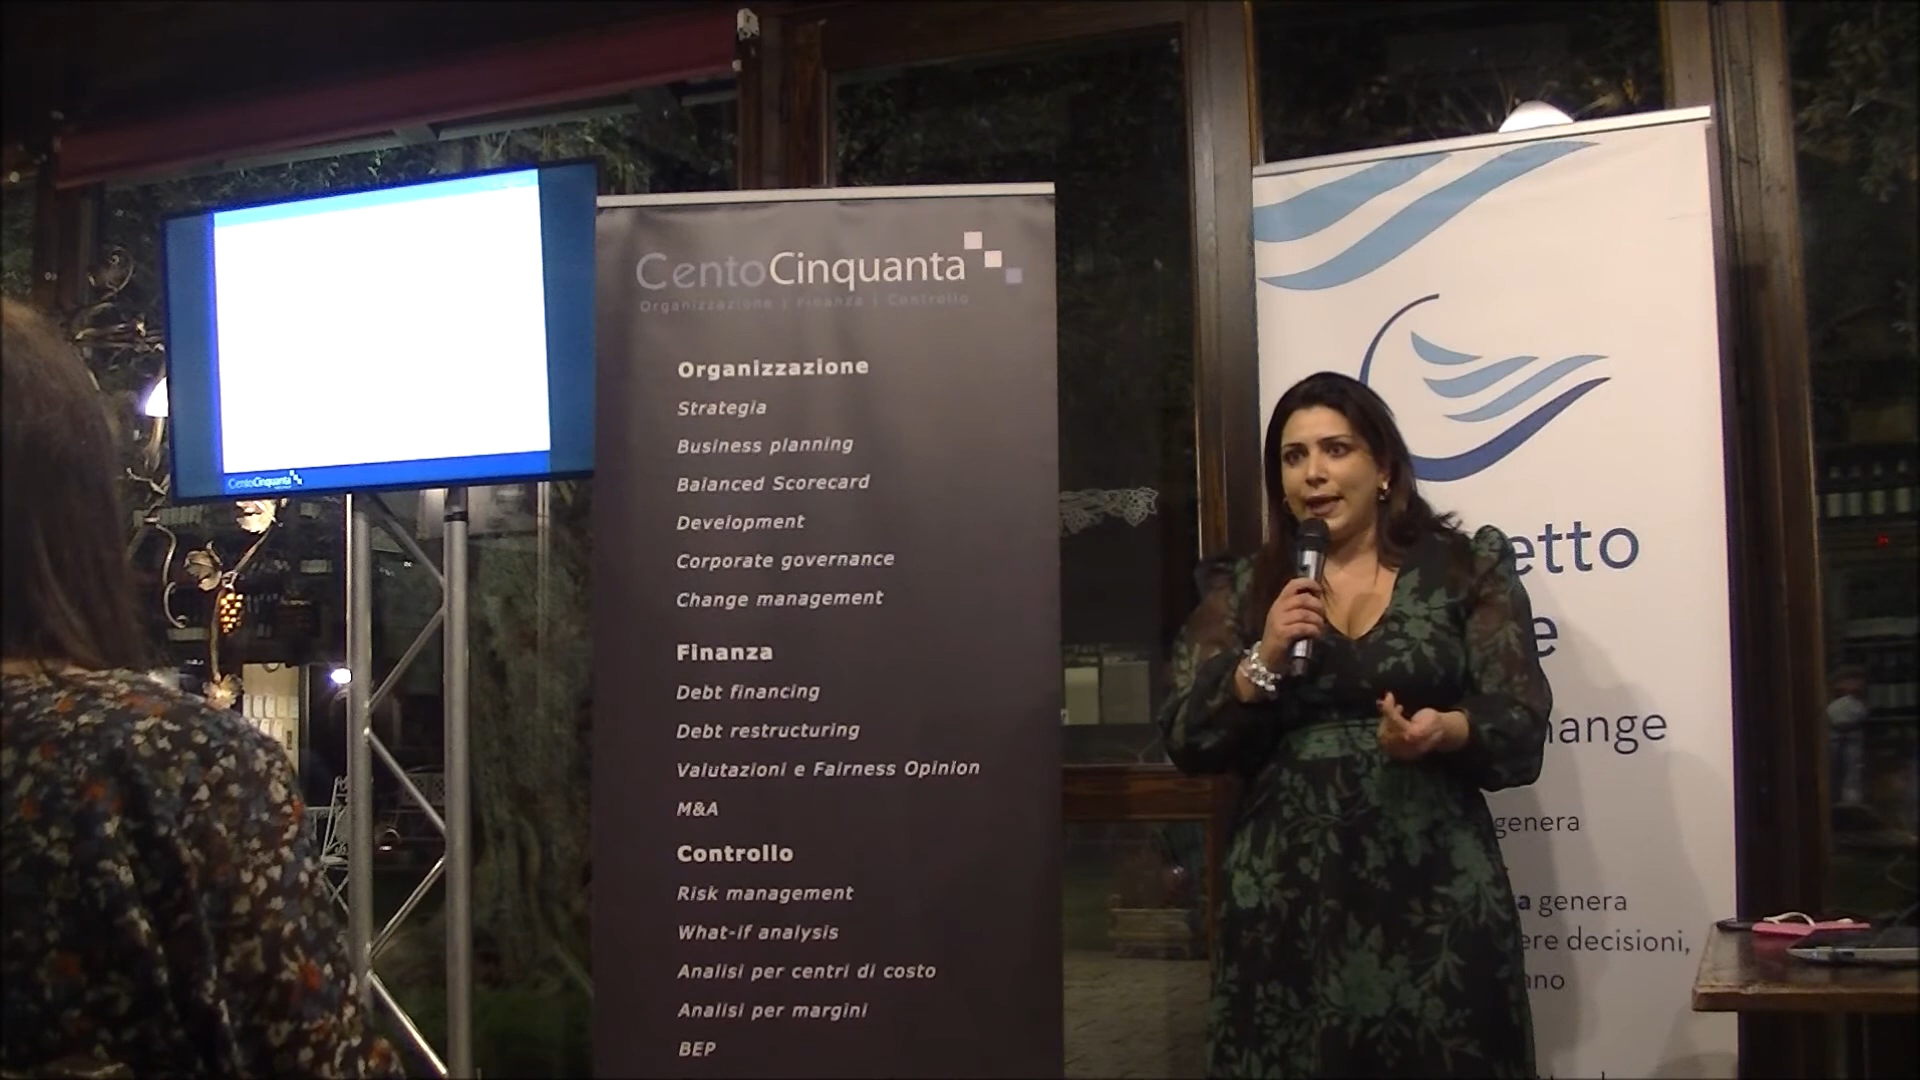 CentoCinquanta
CentoCinquanta
Organizzazione | Finanza | Controllo
Organizzazione
Strategia
Business planning
Balanced Scorecard
Development
Corporate governance
Change management
Finanza
Debt financing
Debt restructuring
Valutazioni e Fairness Opinion
M&A
Controllo
Risk management
What-if analysis
Analisi per centri di costo
Analisi per margini
BEP
etto
e
hange
genera
a genera
ere decisioni,
ano